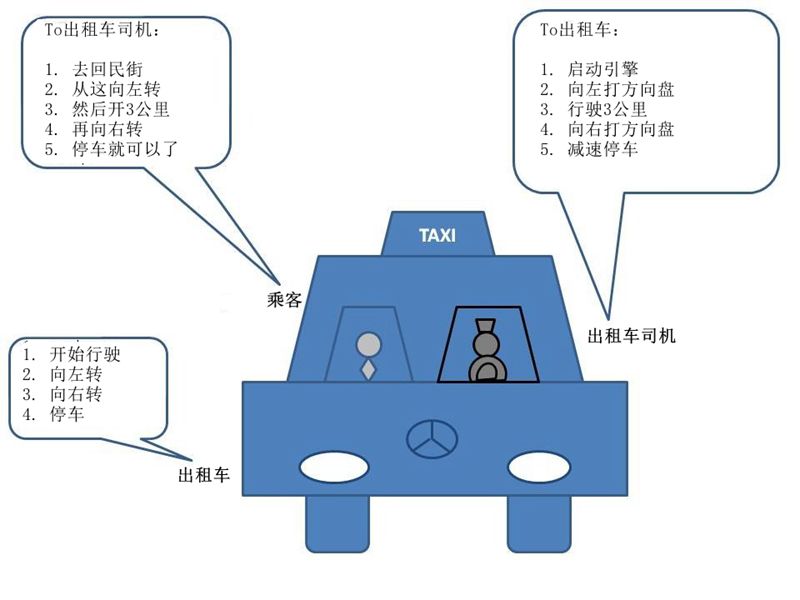 To出租车司机：
1. 去回民街
2. 从这向左转
3. 然后开3公里
4. 再向右转
5. 停车就可以了
To出租车：
1. 启动引擎
2. 向左打方向盘
3. 行驶3公里
4. 向右打方向盘
5. 减速停车
TAXI
乘客
出租车司机
1. 开始行驶
2. 向左转
3. 向右转
4. 停车
出租车